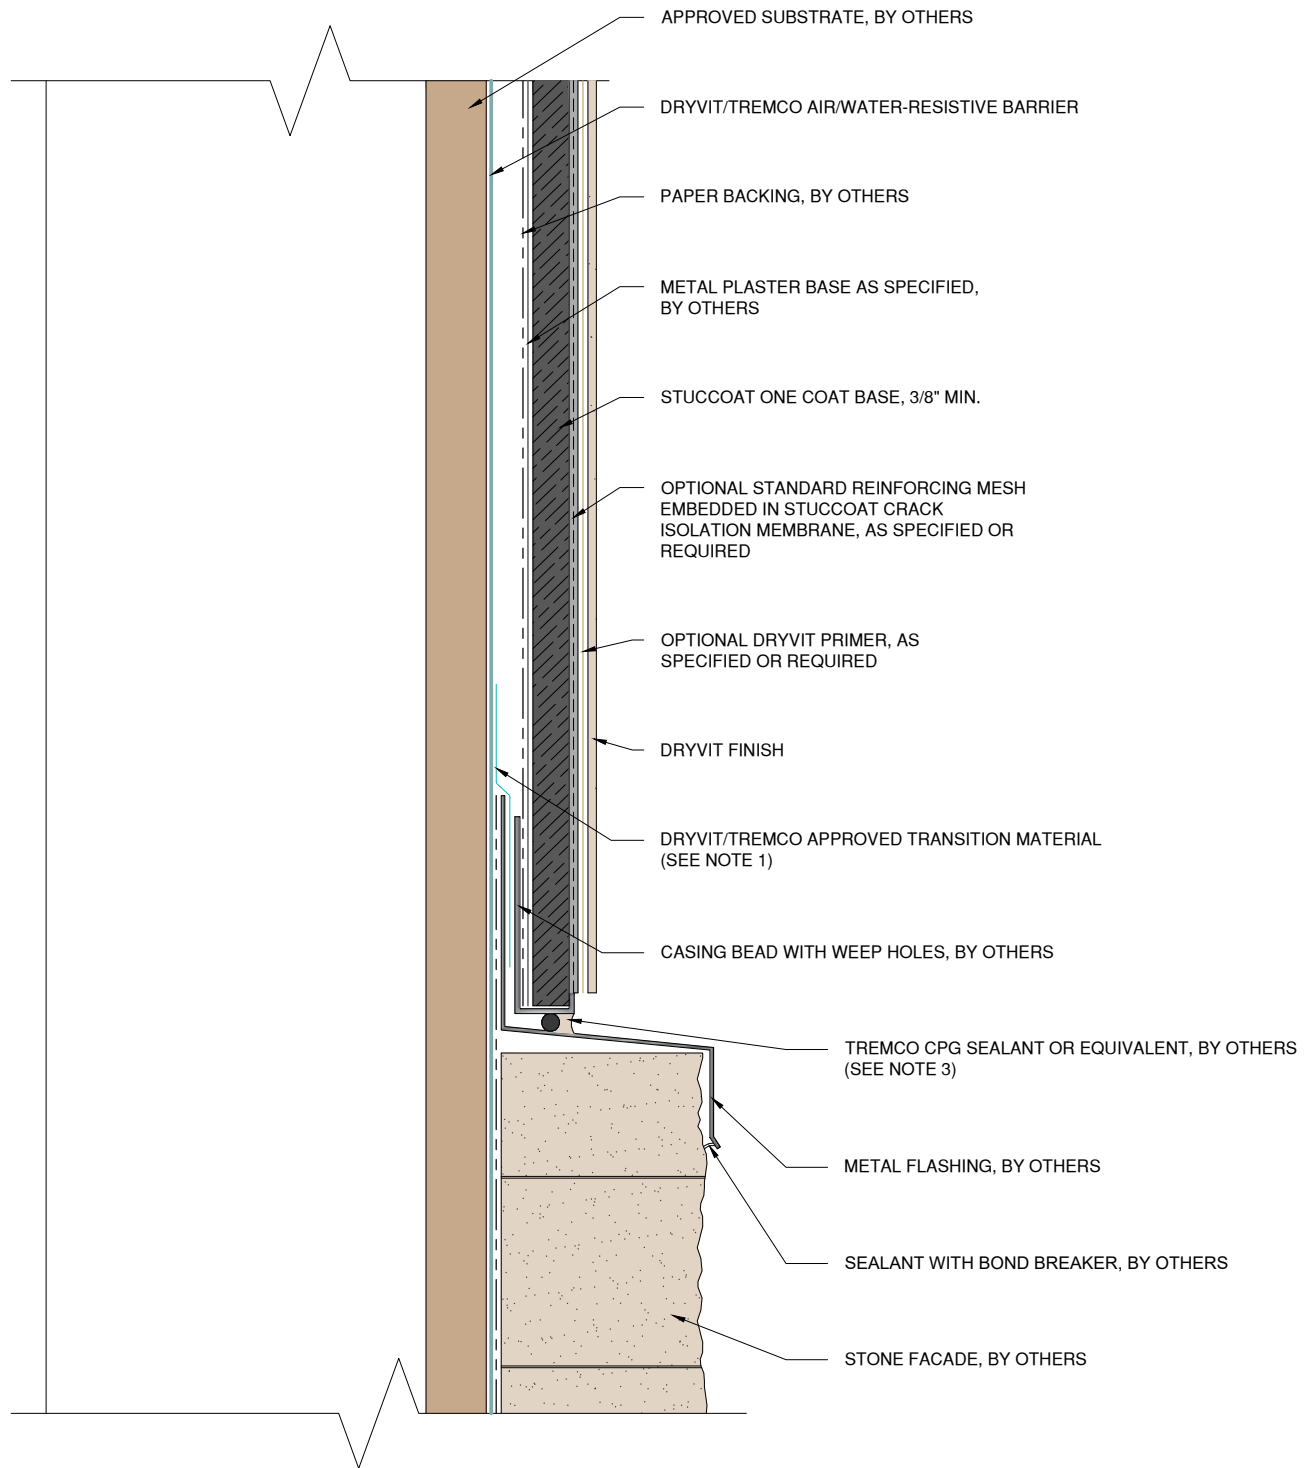 APPROVED SUBSTRATE, BY OTHERS
DRYVIT/TREMCO AIR/WATER-RESISTIVE BARRIER
PAPER BACKING, BY OTHERS
METAL PLASTER BASE AS SPECIFIED,
BY OTHERS
STUCCOAT ONE COAT BASE, 3/8" MIN.
OPTIONAL STANDARD REINFORCING MESH
EMBEDDED IN STUCCOAT CRACK
ISOLATION MEMBRANE, AS SPECIFIED OR
REQUIRED
OPTIONAL DRYVIT PRIMER, AS
SPECIFIED OR REQUIRED
DRYVIT FINISH
DRYVIT/TREMCO APPROVED TRANSITION MATERIAL
(SEE NOTE 1)
CASING BEAD WITH WEEP HOLES, BY OTHERS
TREMCO CPG SEALANT OR EQUIVALENT, BY OTHERS
(SEE NOTE 3)
METAL FLASHING, BY OTHERS
SEALANT WITH BOND BREAKER, BY OTHERS
STONE FACADE, BY OTHERS